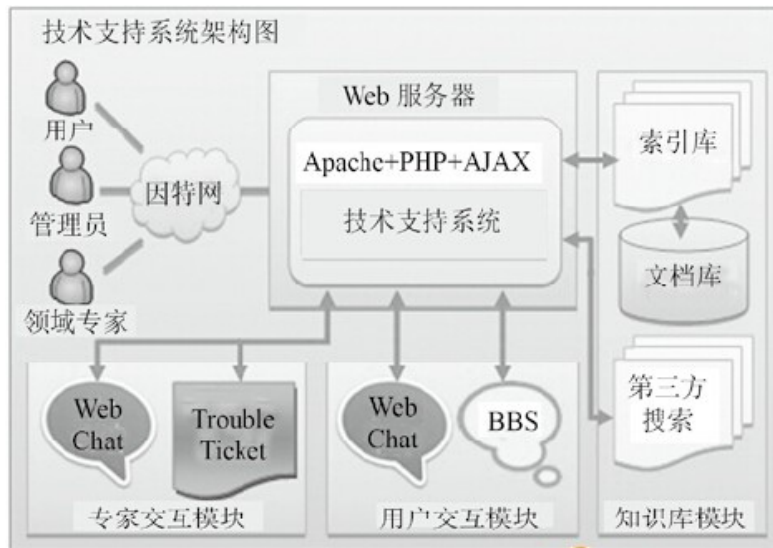 技术支持系统架构图
用户
管理员
领域专家
因特网
Web 服务器
Apache+PHP+AJAX
技术支持系统
索引库
文档库
第三方
搜索
知识库模块
Web
Chat
Trouble
Ticket
专家交互模块
Web
Chat
BBS
用户交互模块